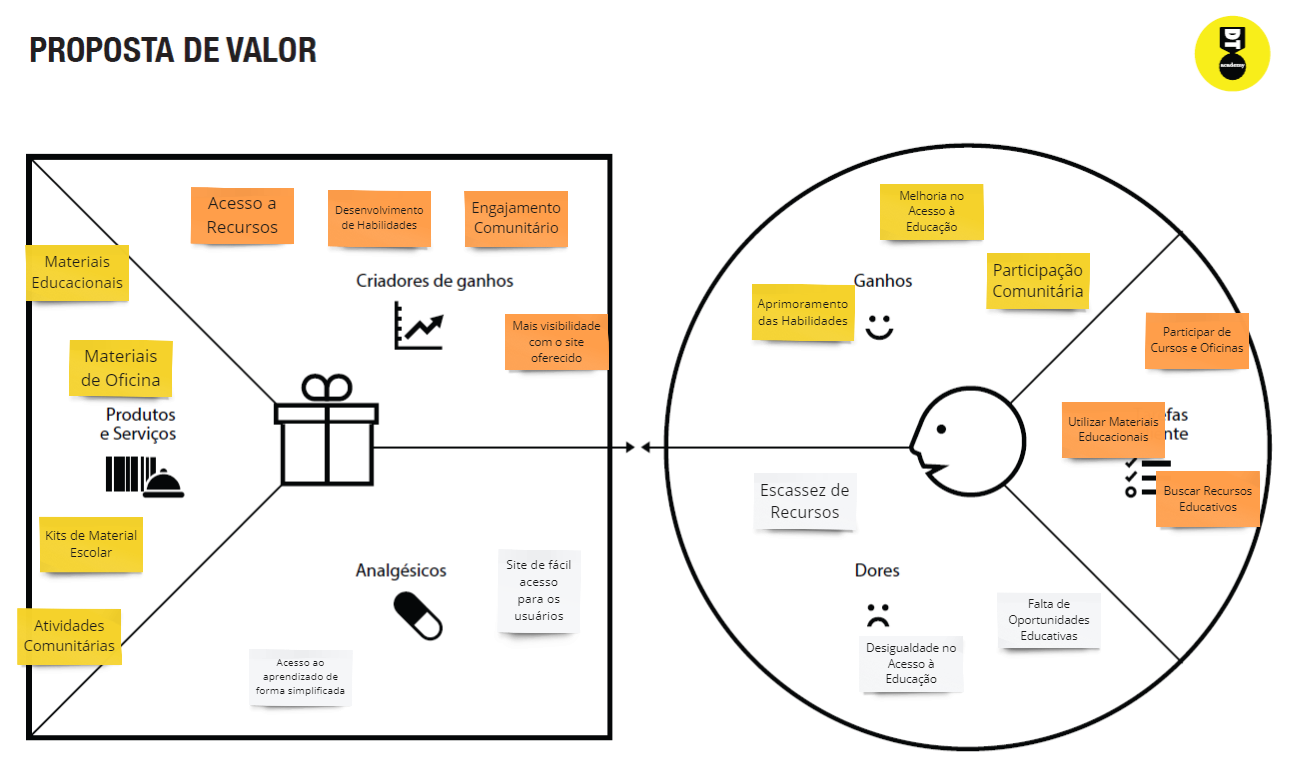 PROPOSTA DE VALOR
DT
academy
Acesso a
Recursos
Desenvolvimento
de Habilidades
Engajamento
Comunitário
Materiais
Educacionais
Criadores de ganhos
Mais visibilidade
com o site
oferecido
Materiais
de Oficina
Produtos
e Serviços
Kits de Material
Escolar
Atividades
Comunitárias
Analgésicos
Site de fácil
acesso
para os
usuários
Acesso ao
aprendizado de
forma simplificada
Melhoria no
Acesso à
Educação
Ganhos
Participação
Comunitária
Aprimoramento
das Habilidades
Participar de
Cursos e Oficinas
efas
nte
Utilizar Materiais
Educacionais
Buscar Recursos
Educativos
Escassez de
Recursos
Dores
Falta de
Oportunidades
Educativas
Desigualdade no
Acesso à
Educação